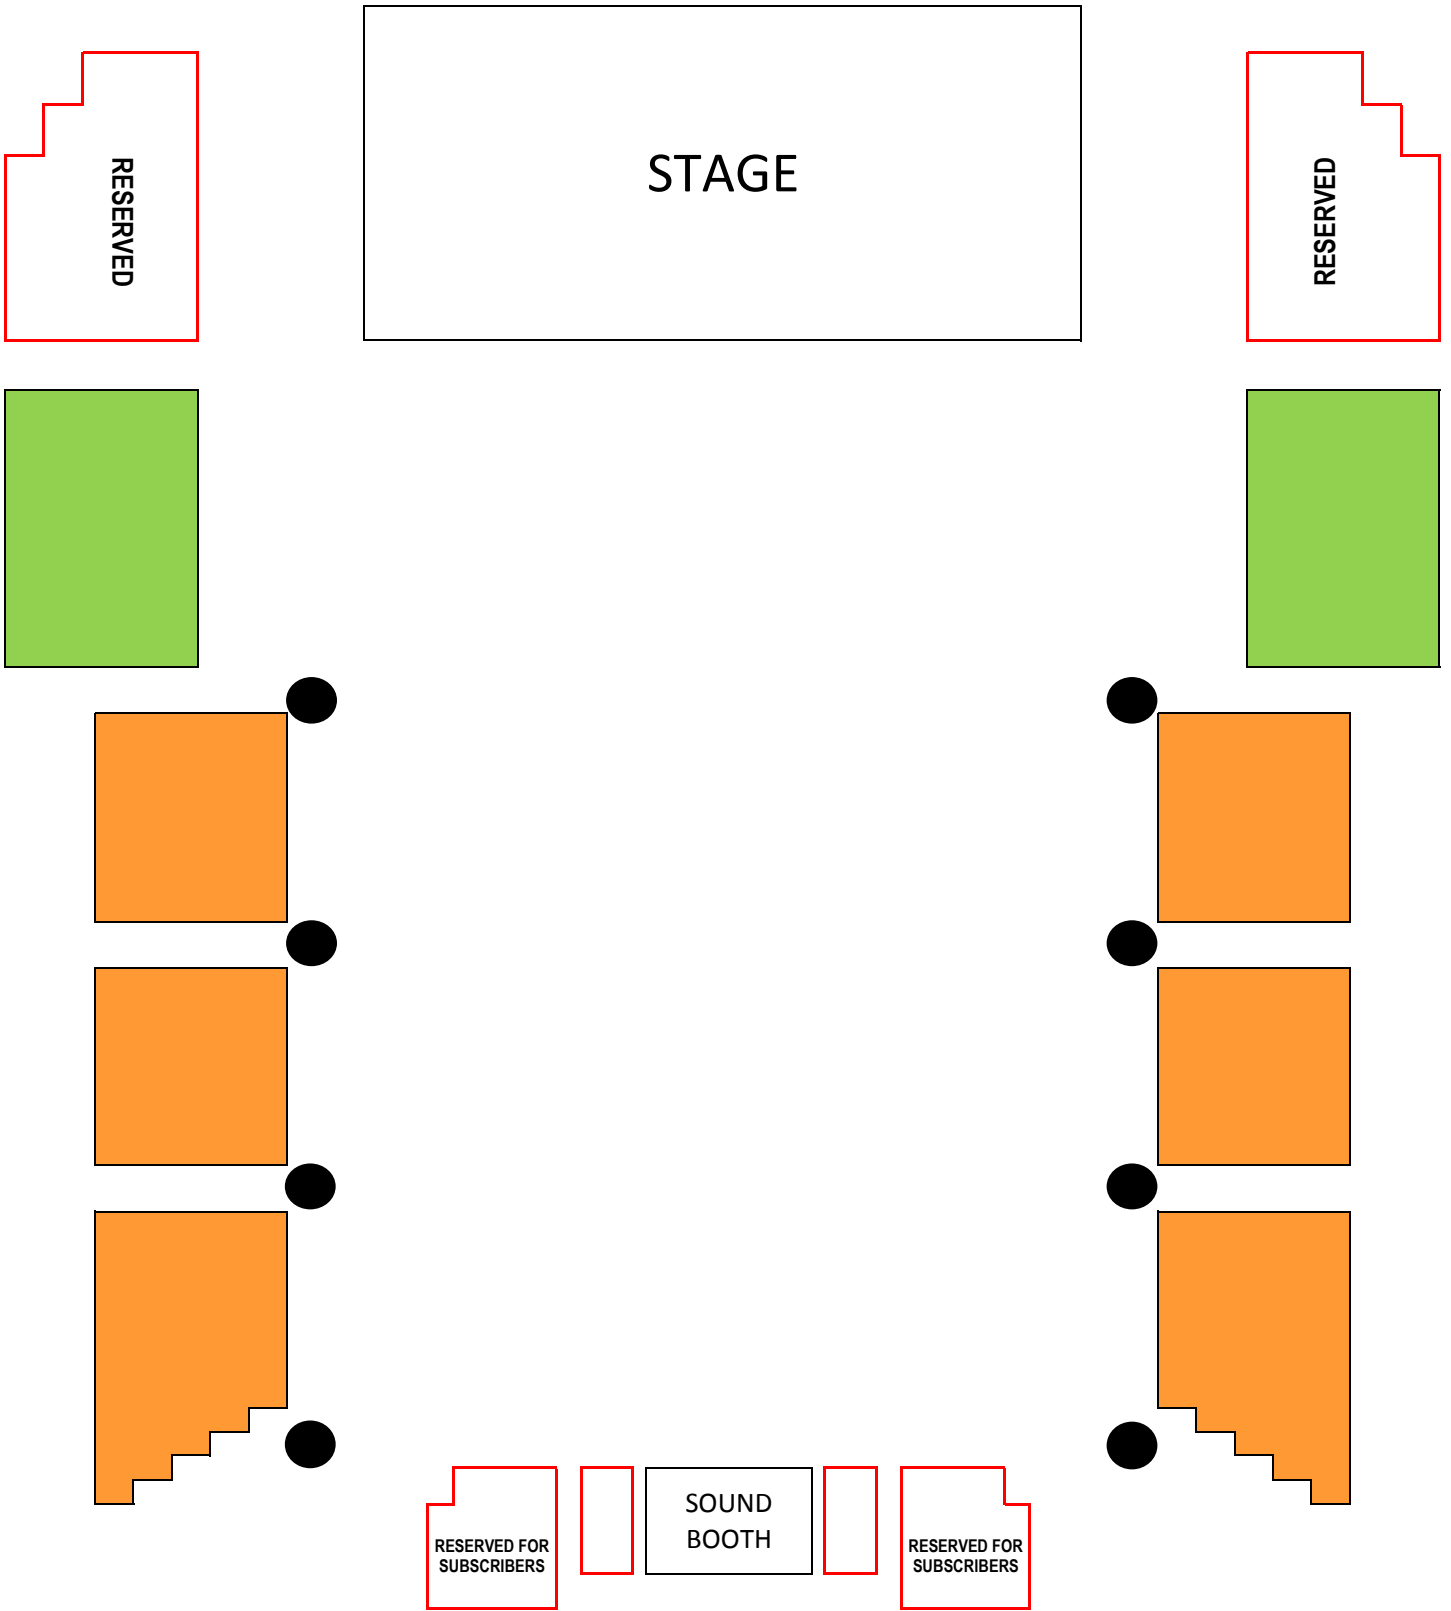 RESERVED
STAGE
RESERVED
SOUND
BOOTH
RESERVED FOR
SUBSCRIBERS
RESERVED FOR
SUBSCRIBERS